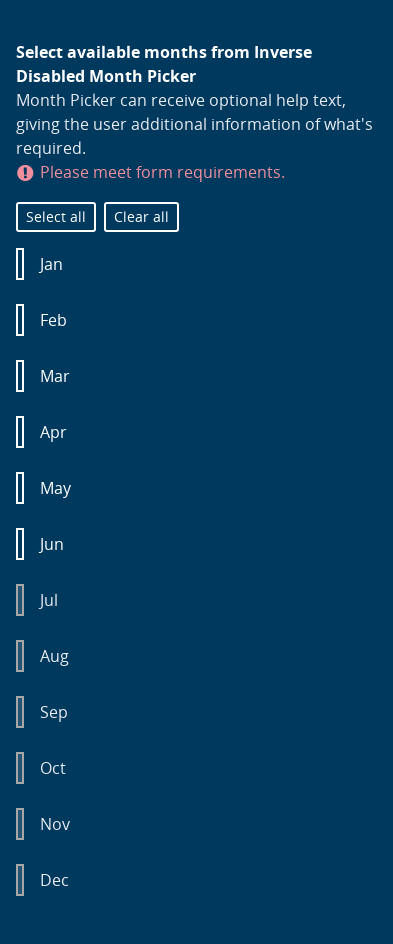 Select available months from Inverse
Disabled Month Picker
Month Picker can receive optional help text,
giving the user additional information of what's
required.
Please meet form requirements.
Select all
Clear all
Jan
Feb
Mar
Apr
May
Jun
Jul
Aug
Sep
Oct
Nov
Dec